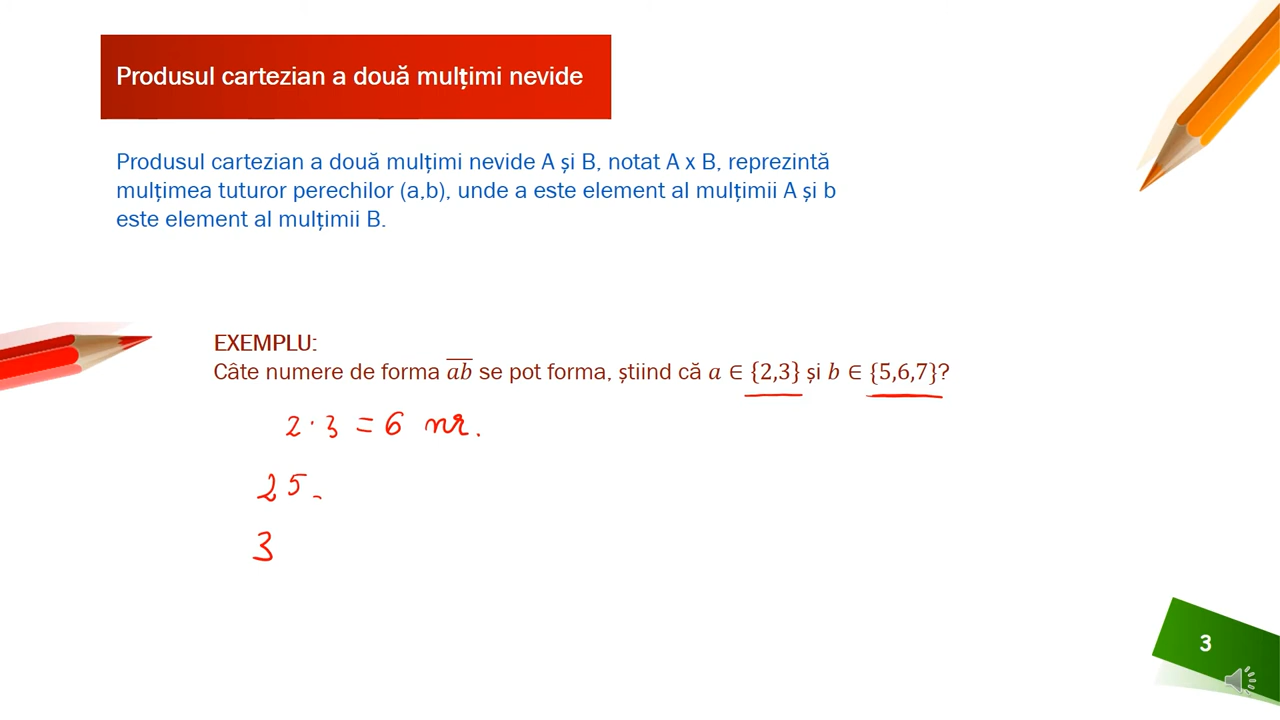 Produsul cartezian a două mulțimi nevide
Produsul cartezian a două mulțimi nevide A și B, notat A x B, reprezintă
mulțimea tuturor perechilor (a,b), unde a este element al mulțimii A și b
este element al mulțimii B.
EXEMPLU:
Câte numere de forma a̅b̅ se pot forma, știind că a ∈ {2,3} și b ∈ {5,6,7}?
2 · 3 = 6 nr.
25,
3
3